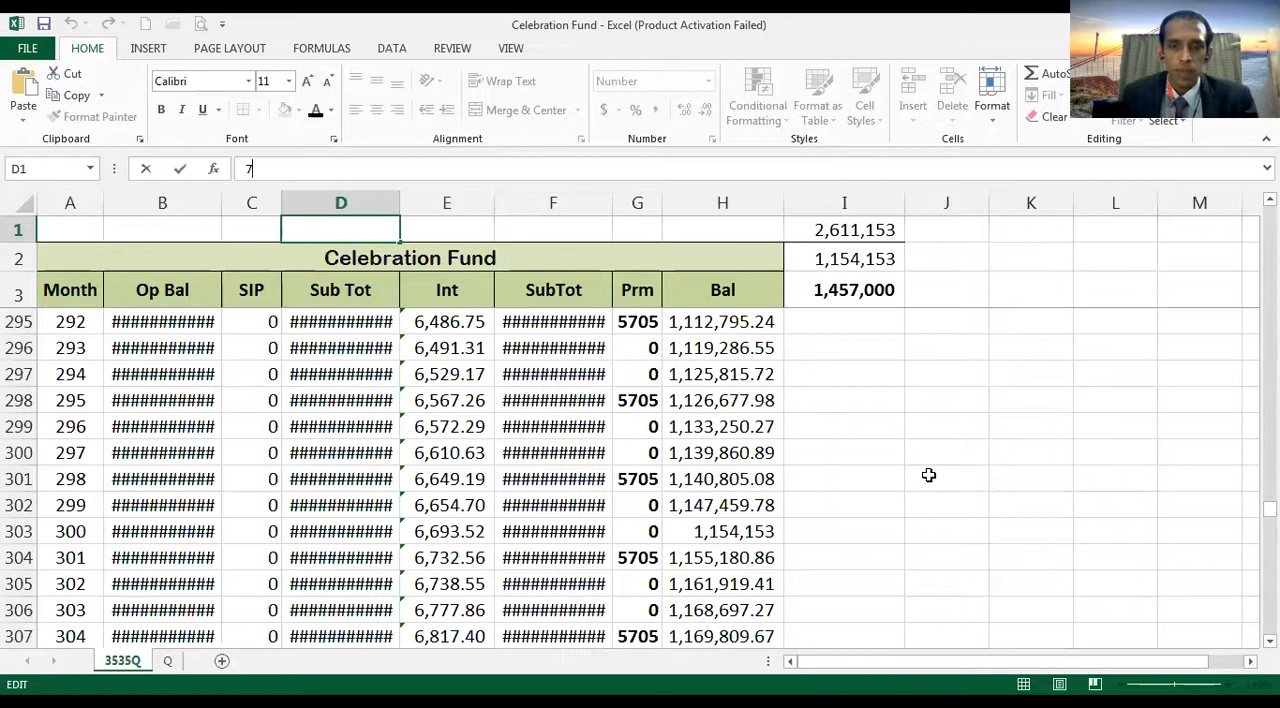 Celebration Fund - Excel (Product Activation Failed)
FILE HOME INSERT PAGE LAYOUT FORMULAS DATA REVIEW VIEW
Cut
Copy
Format Painter
Paste
Clipboard
Calibri 11
B I U A
Font
Wrap Text
Merge & Center
Alignment
Number
$ % ,
Number
Conditional Formatting
Format as Table
Cell Styles
Styles
Insert Delete Format
Cells
AutoS
Fill
Clear
Filter Select
Editing
D1 fx 7
A B C D E F G H I J K L M
1 2,611,153
2 Celebration Fund 1,154,153
3 Month Op Bal SIP Sub Tot Int SubTot Prm Bal 1,457,000
295 292 ########### 0 ########### 6,486.75 ########### 5705 1,112,795.24
296 293 ########### 0 ########### 6,491.31 ########### 0 1,119,286.55
297 294 ########### 0 ########### 6,529.17 ########### 0 1,125,815.72
298 295 ########### 0 ########### 6,567.26 ########### 5705 1,126,677.98
299 296 ########### 0 ########### 6,572.29 ########### 0 1,133,250.27
300 297 ########### 0 ########### 6,610.63 ########### 0 1,139,860.89
301 298 ########### 0 ########### 6,649.19 ########### 5705 1,140,805.08
302 299 ########### 0 ########### 6,654.70 ########### 0 1,147,459.78
303 300 ########### 0 ########### 6,693.52 ########### 0 1,154,153
304 301 ########### 0 ########### 6,732.56 ########### 5705 1,155,180.86
305 302 ########### 0 ########### 6,738.55 ########### 0 1,161,919.41
306 303 ########### 0 ########### 6,777.86 ########### 0 1,168,697.27
307 304 ########### 0 ########### 6,817.40 ########### 5705 1,169,809.67
3535Q Q
EDIT